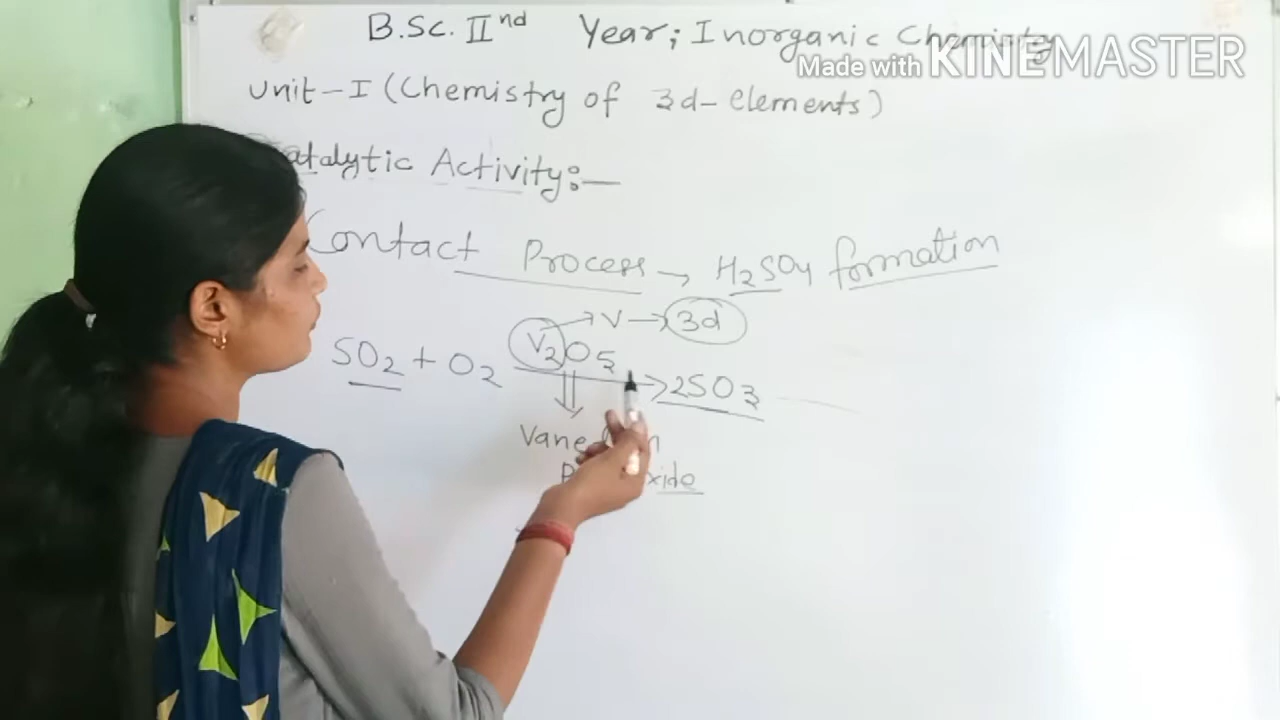 B.Sc. IInd Year; Inorganic Chemistry
Made with KINEMASTER
Unit-I (Chemistry of 3d-elements)
Catalytic Activity:—
Contact Process → H2SO4 formation
V → 3d
SO2 + O2 V2O5 → 2SO3